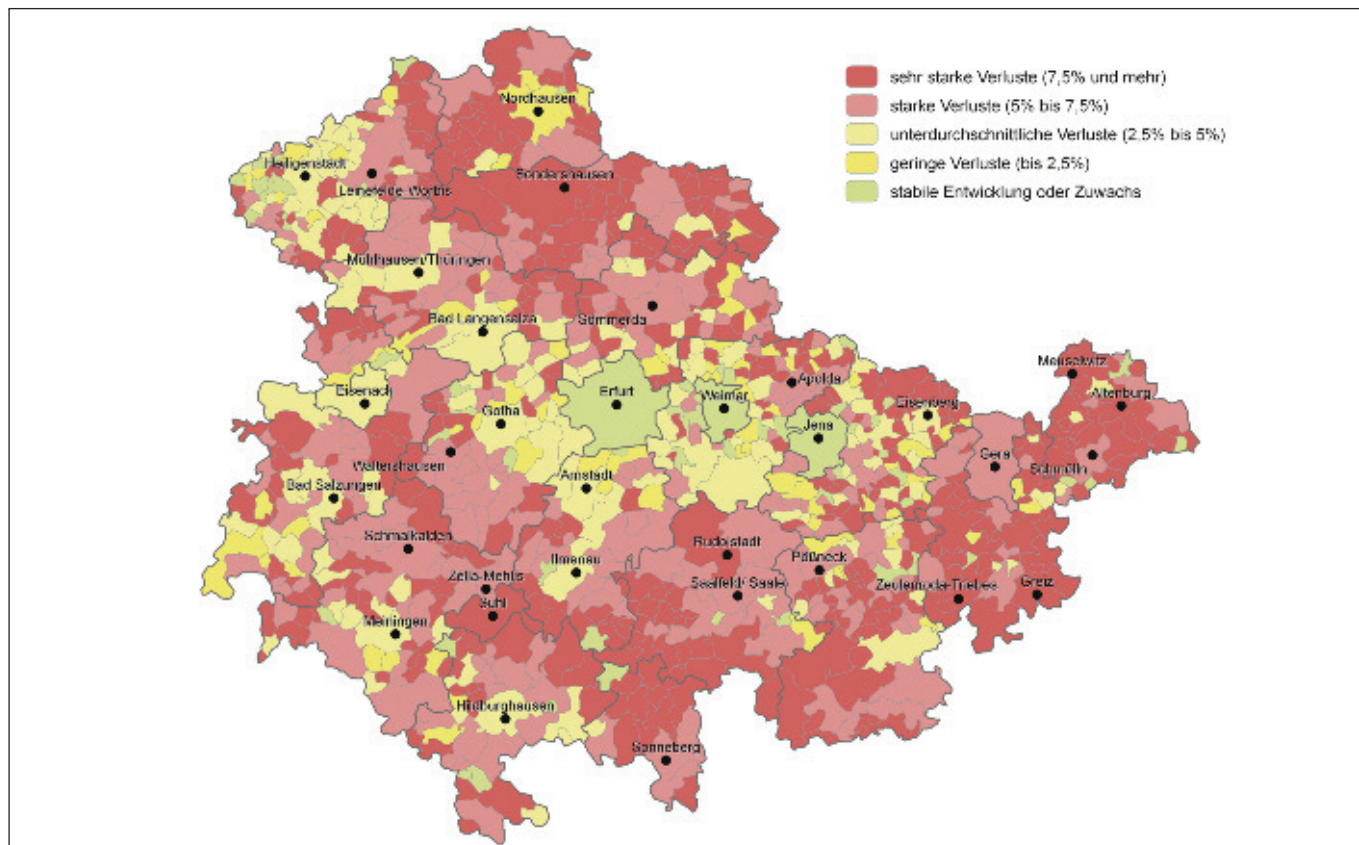 sehr starke Verluste (7,5% und mehr)
starke Verluste (5% bis 7,5%)
unterdurchschnittliche Verluste (2,5% bis 5%)
geringe Verluste (bis 2,5%)
stabile Entwicklung oder Zuwachs
Nordhausen
Heiligenstadt
Leinefelde-Worbis
Sondershausen
Mühlhausen/Thüringen
Bad Langensalza
Sömmerda
Meuselwitz
Eisenach
Erfurt
Weimar
Apolda
Altenburg
Gotha
Eisenberg
Jena
Waltershausen
Gera
Schmölln
Arnstadt
Bad Salzungen
Schmalkalden
Ilmenau
Rudolstadt
Pößneck
Zella-Mehlis
Saalfeld/ Saale
Zeulenroda-Triebes
Greiz
Suhl
Meiningen
Hildburghausen
Sonneberg